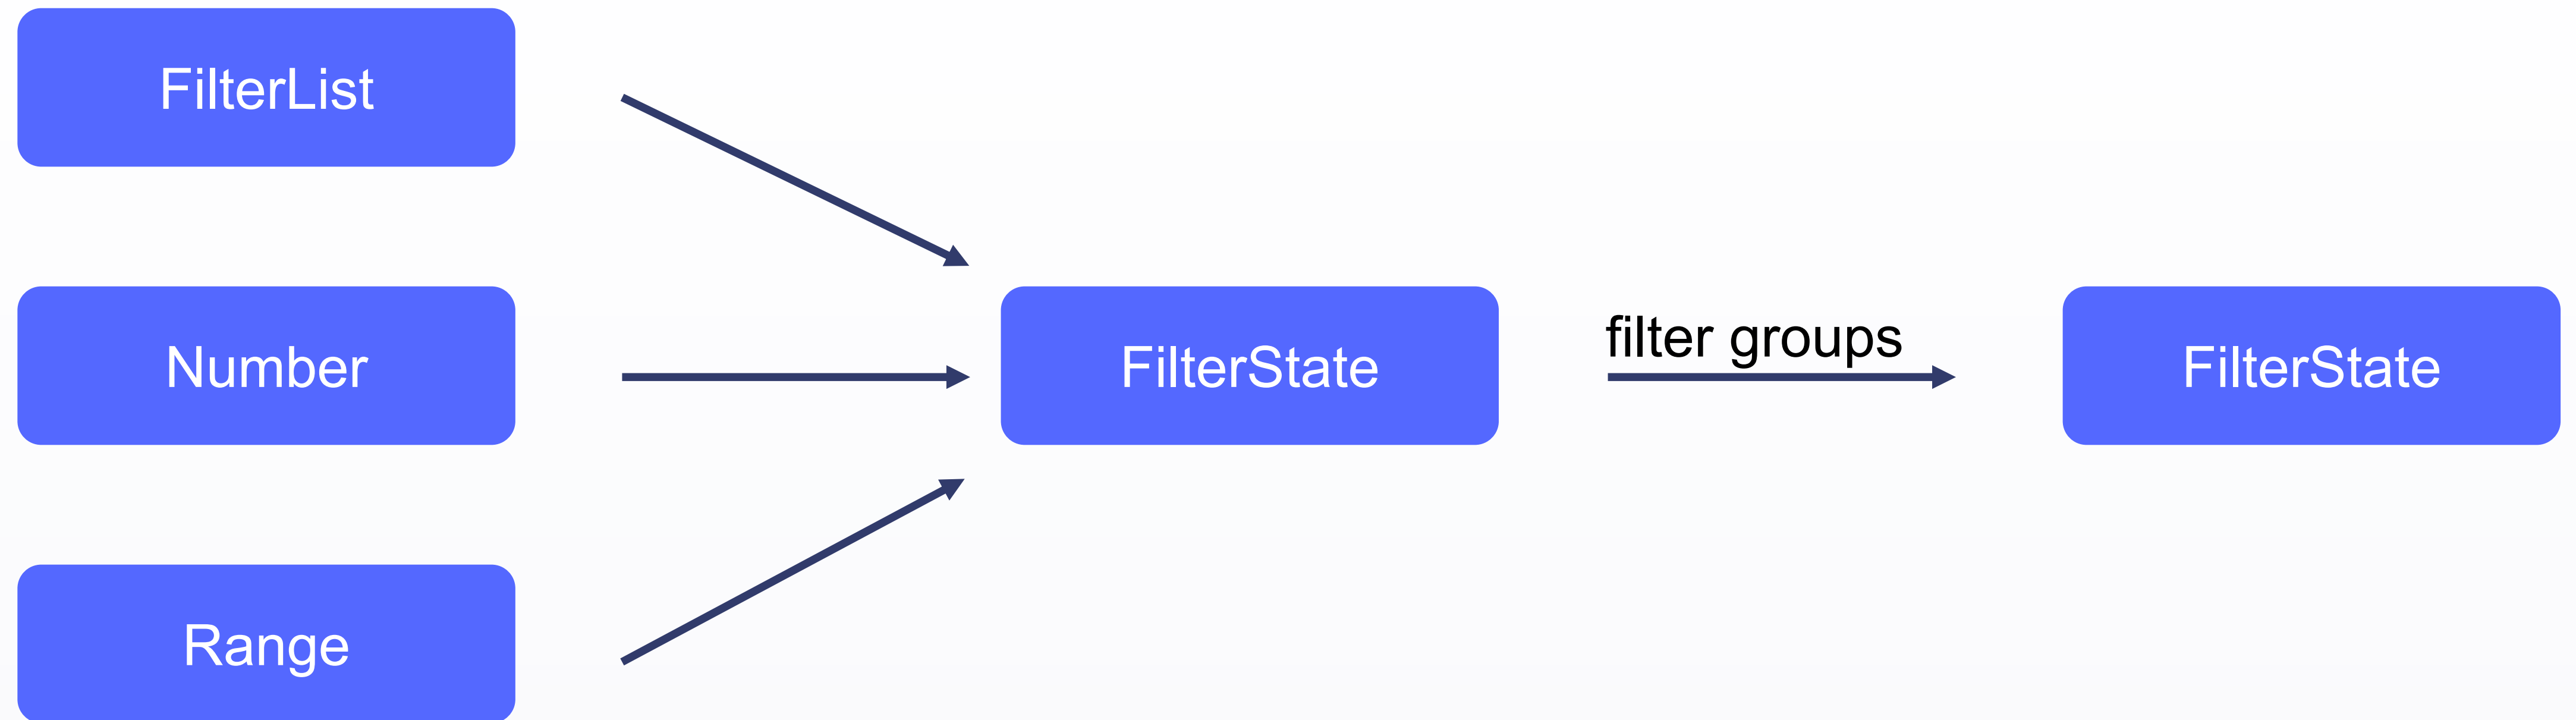 FilterList
Number
FilterState
filter groups
FilterState
Range